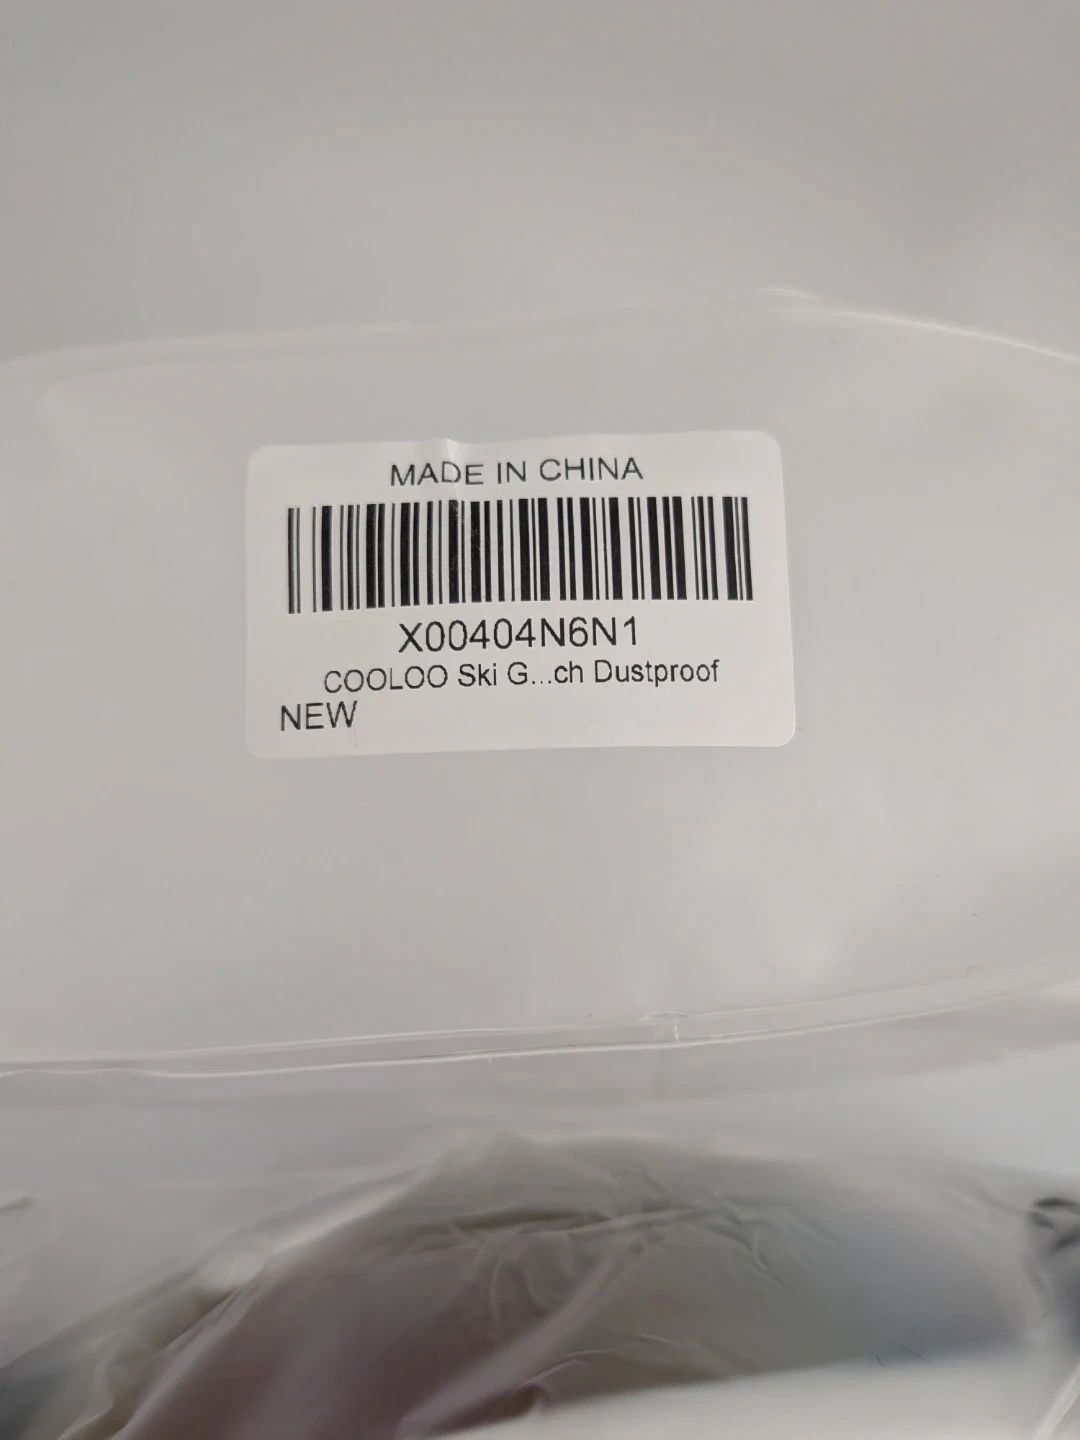 MADE IN CHINA
X00404N6N1
COOLOO Ski G...ch Dustproof
NEW